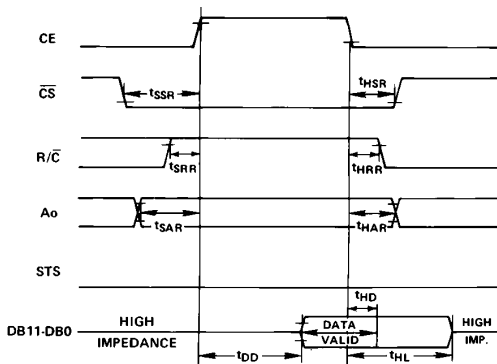 CE
CS
tSSR
tHSR
R/C
tSRR
tHRR
Ao
tSAR
tHAR
STS
tHD
DB11-DB0
HIGH
IMPEDANCE
DATA
VALID
HIGH
IMP.
tDD
tHL